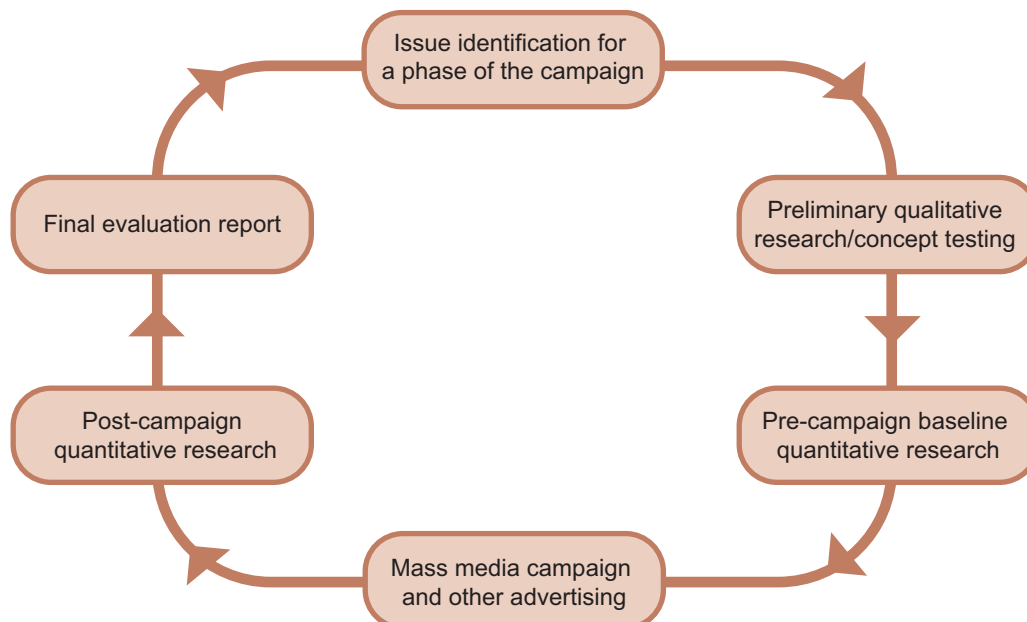 Issue identification for
a phase of the campaign
Preliminary qualitative
research/concept testing
Pre-campaign baseline
quantitative research
Mass media campaign
and other advertising
Post-campaign
quantitative research
Final evaluation report